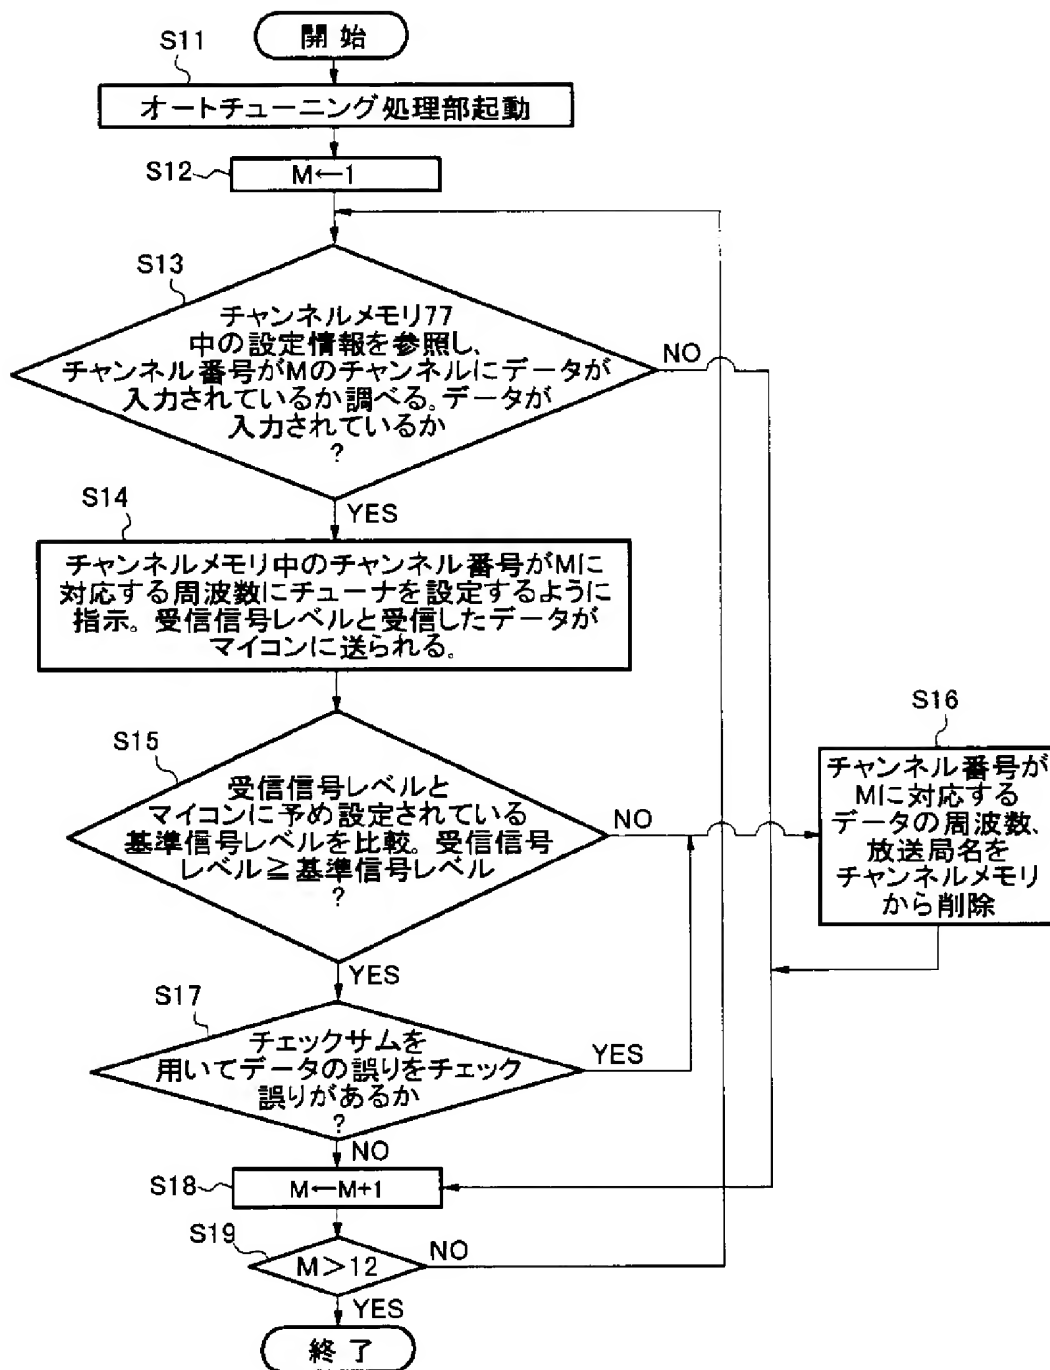 開始
S11
オートチューニング処理部起動
S12
M←1
S13
チャンネルメモリ77
中の設定情報を参照し、
チャンネル番号がMのチャンネルにデータが
入力されているか調べる。データが
入力されているか
?
NO
YES
S14
チャンネルメモリ中のチャンネル番号がMに
対応する周波数にチューナを設定するように
指示。受信信号レベルと受信したデータが
マイコンに送られる。
S15
受信信号レベルと
マイコンに予め設定されている
基準信号レベルを比較。受信信号
レベル≧基準信号レベル
?
NO
YES
S16
チャンネル番号が
Mに対応する
データの周波数、
放送局名を
チャンネルメモリ
から削除
S17
チェックサムを
用いてデータの誤りをチェック
誤りがあるか
?
YES
NO
S18
M←M+1
S19
M>12
NO
YES
終了